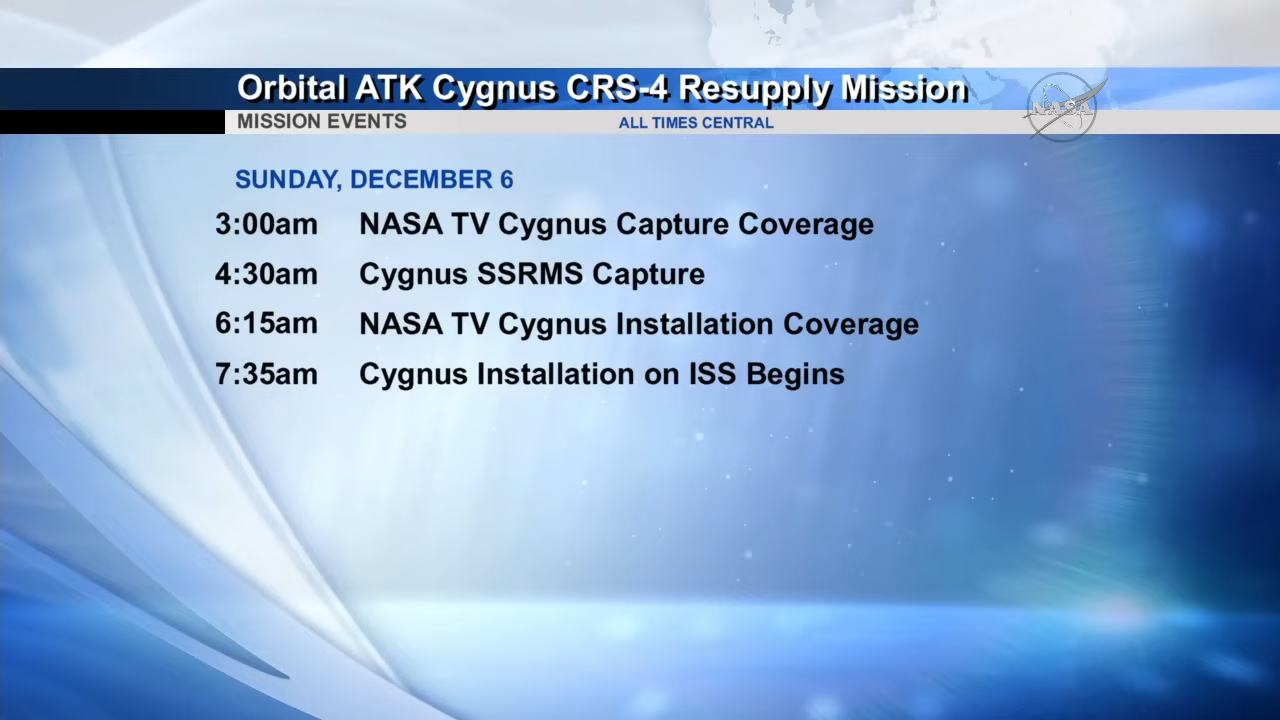 Orbital ATK Cygnus CRS-4 Resupply Mission
MISSION EVENTS ALL TIMES CENTRAL
NASA
SUNDAY, DECEMBER 6
3:00am NASA TV Cygnus Capture Coverage
4:30am Cygnus SSRMS Capture
6:15am NASA TV Cygnus Installation Coverage
7:35am Cygnus Installation on ISS Begins